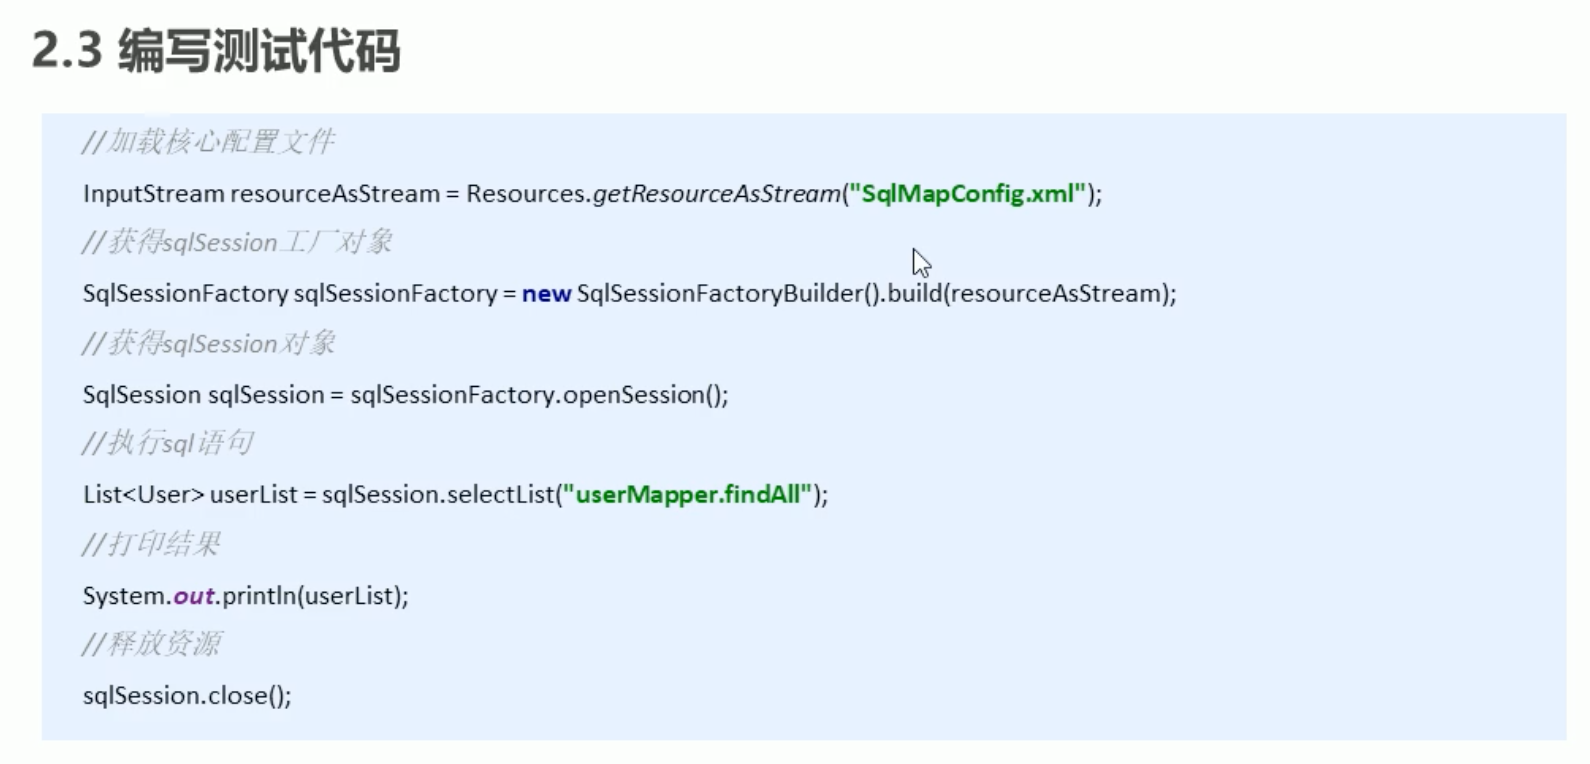 2.3 编写测试代码
//加载核心配置文件
InputStream resourceAsStream = Resources.getResourceAsStream("SqlMapConfig.xml");
//获得sqlSession工厂对象
SqlSessionFactory sqlSessionFactory = new SqlSessionFactoryBuilder().build(resourceAsStream);
//获得sqlSession对象
SqlSession sqlSession = sqlSessionFactory.openSession();
//执行sql语句
List<User> userList = sqlSession.selectList("userMapper.findAll");
//打印结果
System.out.println(userList);
//释放资源
sqlSession.close();